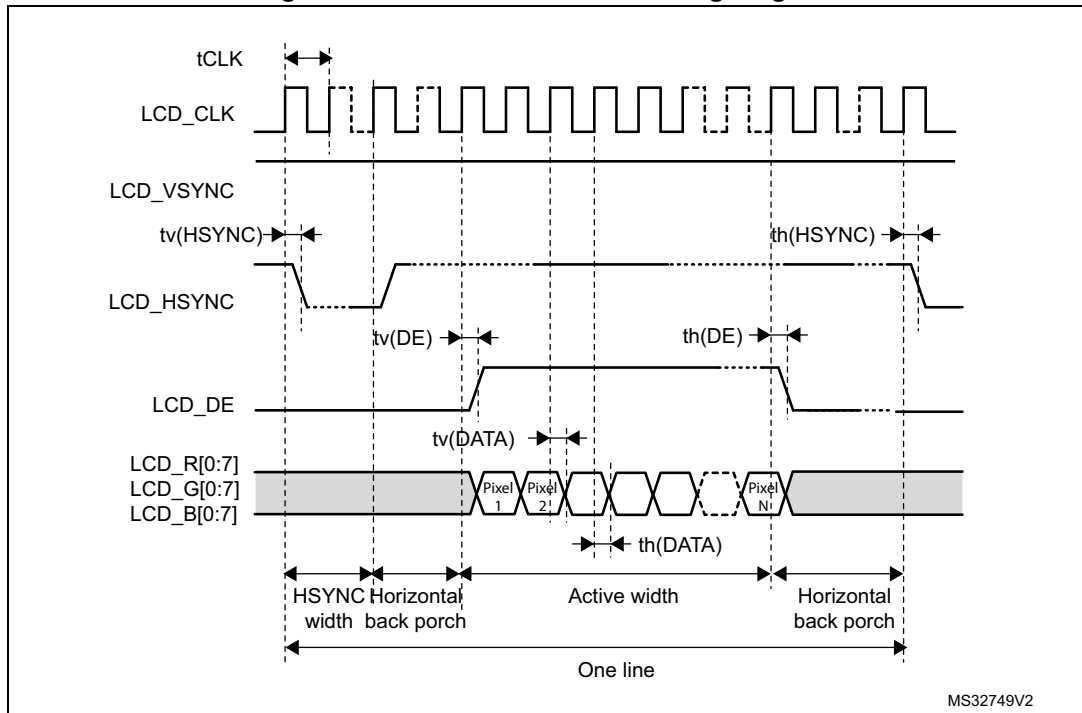 tCLK
LCD_CLK
LCD_VSYNC
tv(HSYNC)
th(HSYNC)
LCD_HSYNC
tv(DE)
th(DE)
LCD_DE
tv(DATA)
LCD_R[0:7]
LCD_G[0:7]
LCD_B[0:7]
Pixel
1
Pixel
2
Pixel
N
th(DATA)
HSYNC
width
Horizontal
back porch
Active width
Horizontal
back porch
One line
MS32749V2